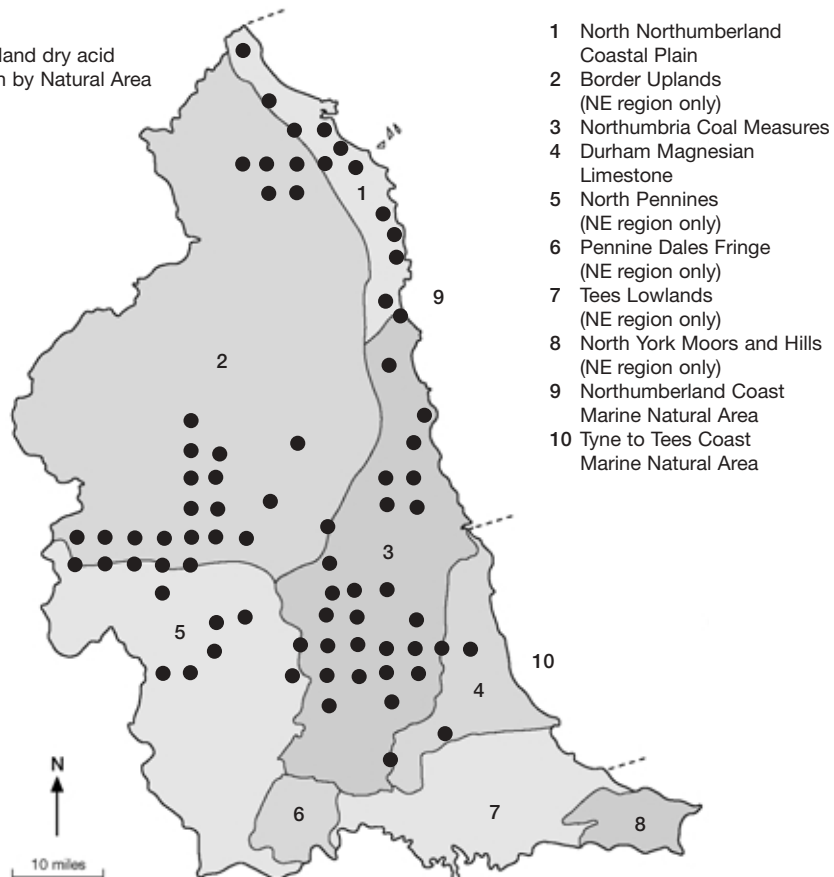 land dry acid
by Natural Area
1 North Northumberland
Coastal Plain
2 Border Uplands
(NE region only)
3 Northumbria Coal Measures
4 Durham Magnesian
Limestone
5 North Pennines
(NE region only)
6 Pennine Dales Fringe
(NE region only)
7 Tees Lowlands
(NE region only)
8 North York Moors and Hills
(NE region only)
9 Northumberland Coast
Marine Natural Area
10 Tyne to Tees Coast
Marine Natural Area
1
9
2
3
5
10
4
N
6
7
8
10 miles